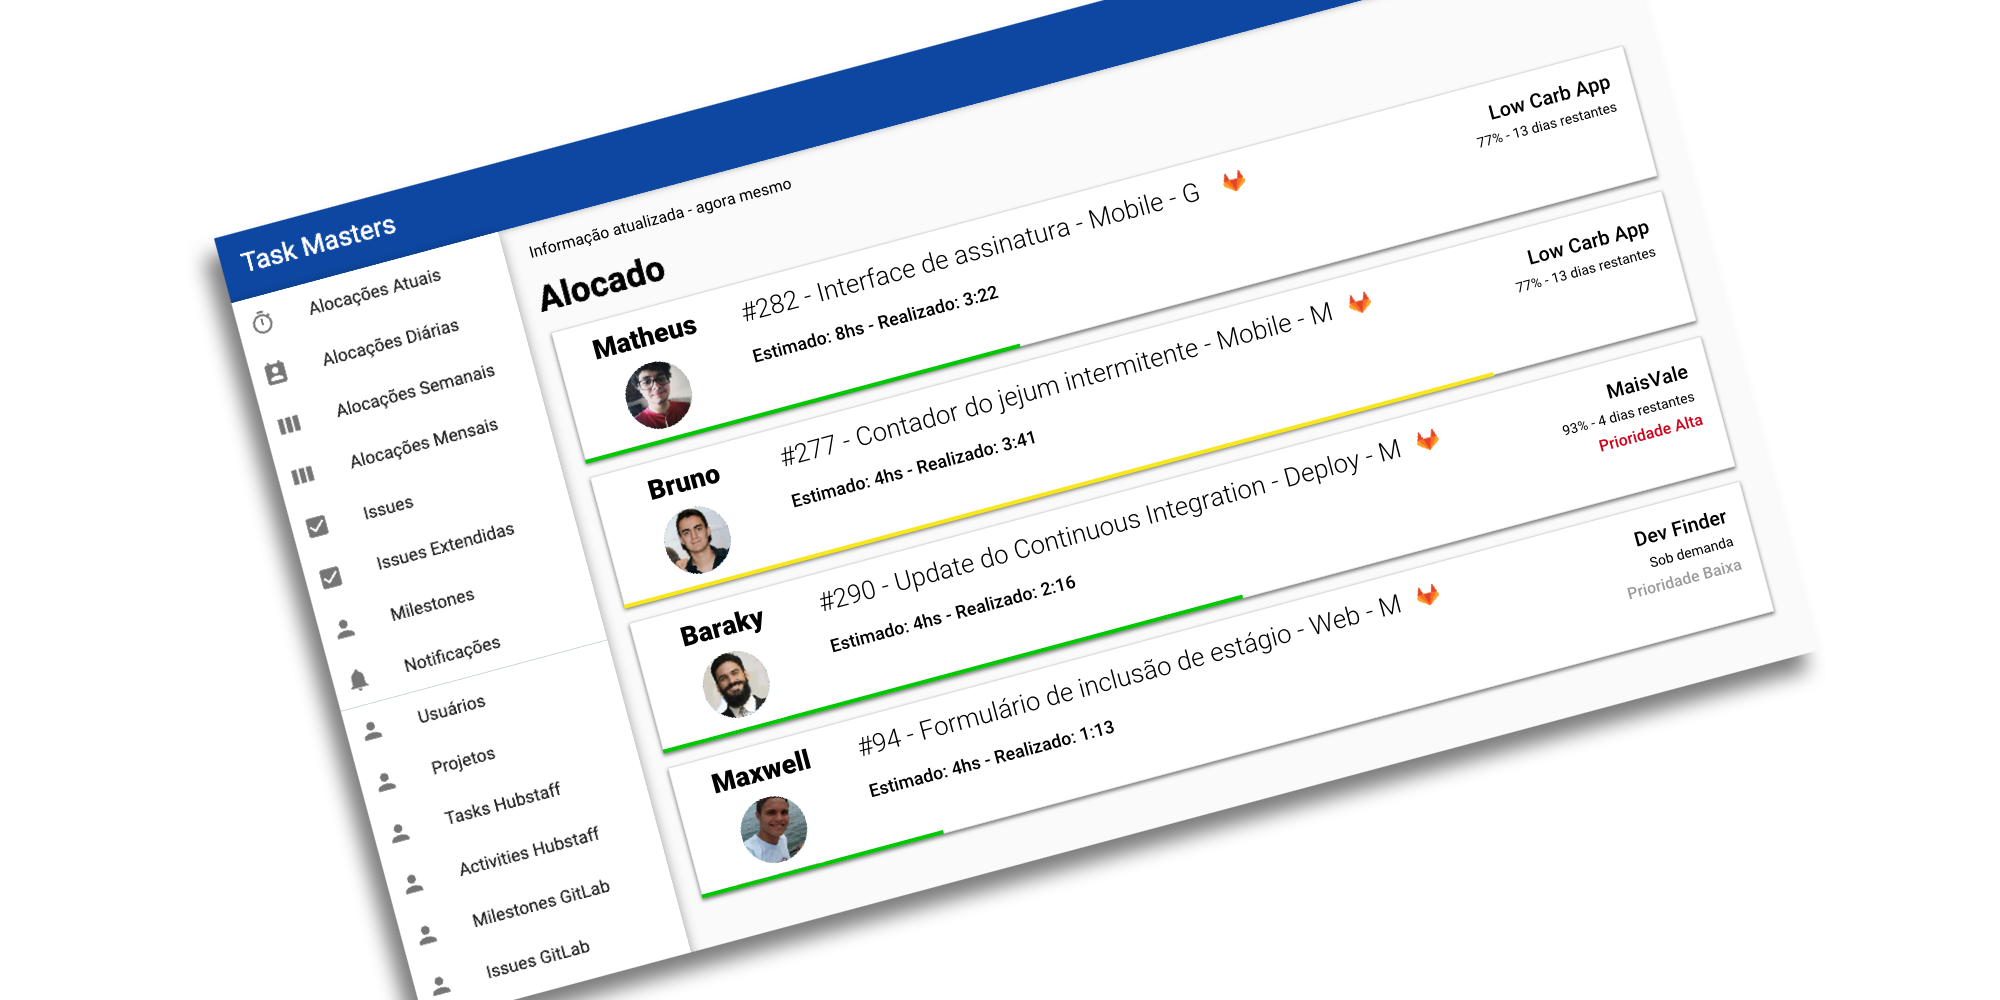 Task Masters
Alocações Atuais
Alocações Diárias
Alocações Semanais
Alocações Mensais
Issues
Issues Extendidas
Milestones
Notificações
Usuários
Projetos
Tasks Hubstaff
Activities Hubstaff
Milestones GitLab
Issues GitLab
Informação atualizada - agora mesmo
Alocado
Matheus
#282 - Interface de assinatura - Mobile - G
Estimado: 8hs - Realizado: 3:22
Low Carb App
77% - 13 dias restantes
Bruno
#277 - Contador do jejum intermitente - Mobile - M
Estimado: 4hs - Realizado: 3:41
Low Carb App
77% - 13 dias restantes
Baraky
#290 - Update do Continuous Integration - Deploy - M
Estimado: 4hs - Realizado: 2:16
MaisVale
93% - 4 dias restantes
Prioridade Alta
Maxwell
#94 - Formulário de inclusão de estágio - Web - M
Estimado: 4hs - Realizado: 1:13
Dev Finder
Sob demanda
Prioridade Baixa